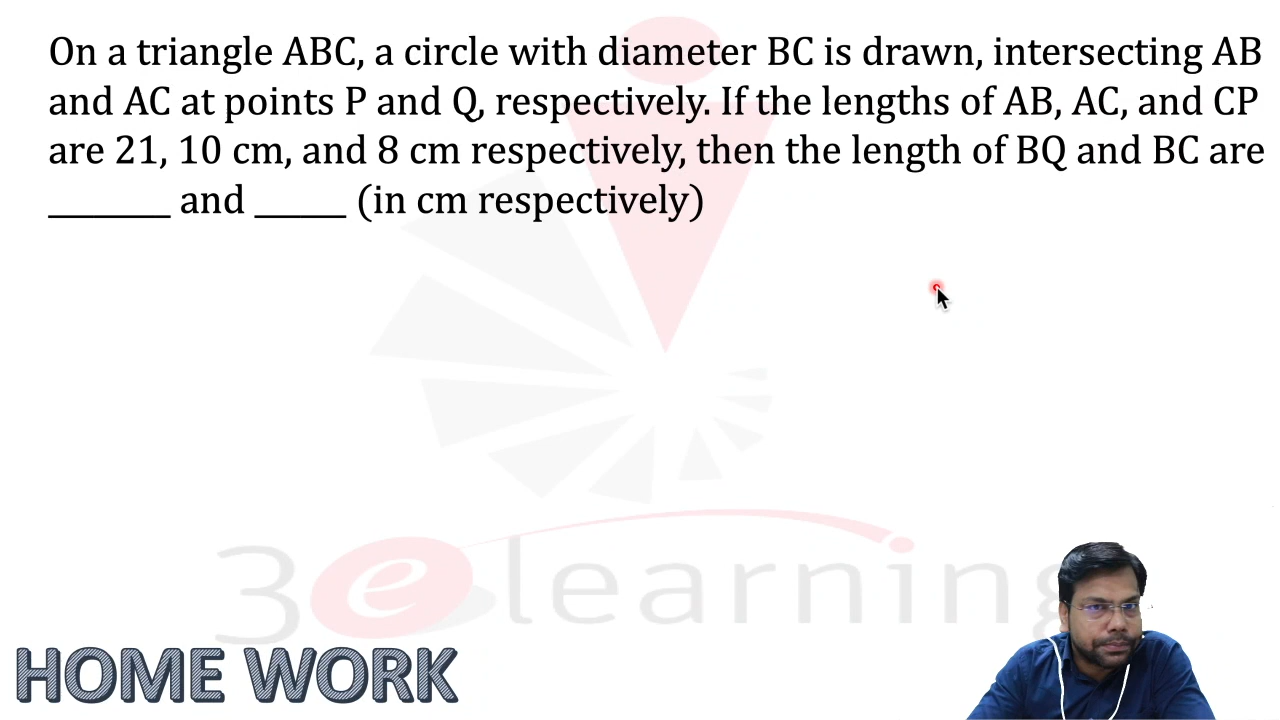 On a triangle ABC, a circle with diameter BC is drawn, intersecting AB
and AC at points P and Q, respectively. If the lengths of AB, AC, and CP
are 21, 10 cm, and 8 cm respectively, then the length of BQ and BC are
________ and ______ (in cm respectively)
3elearning
HOME WORK